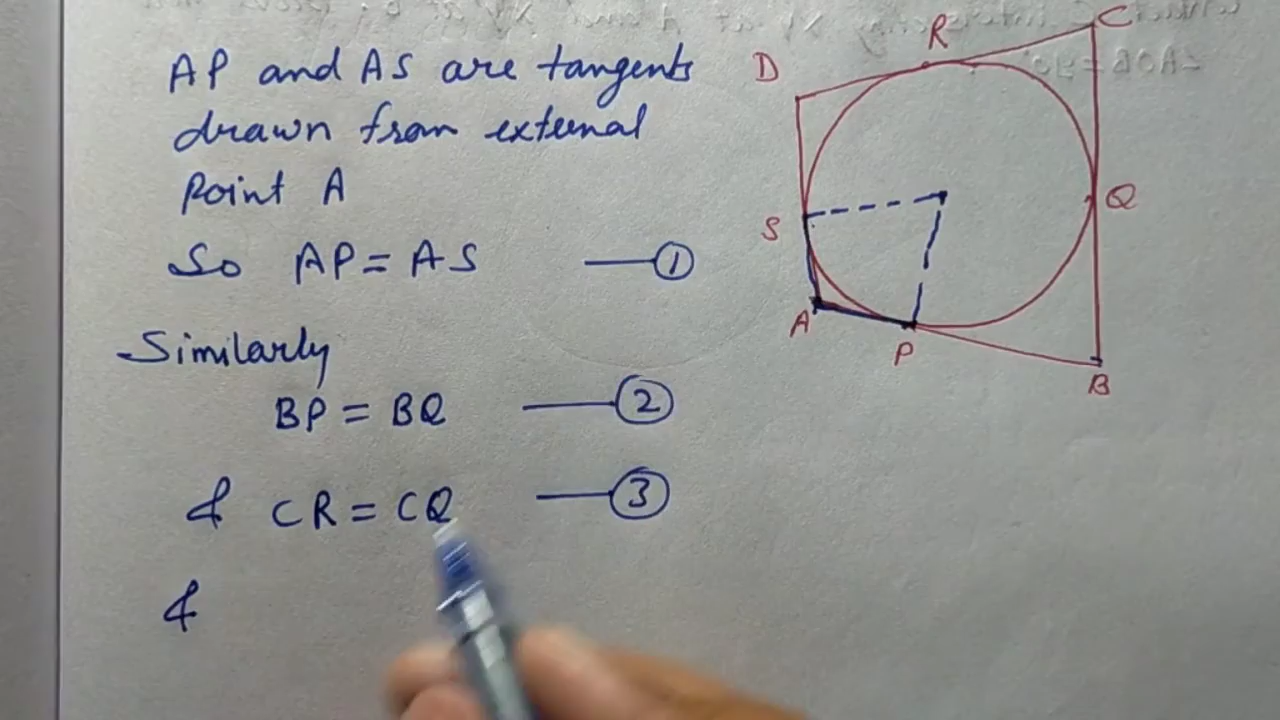 AP and AS are tangents
drawn from external
Point A
So AP = AS —①
Similarly
BP = BQ —②
& CR = CQ —③
&
D
R
C
S
Q
A
P
B